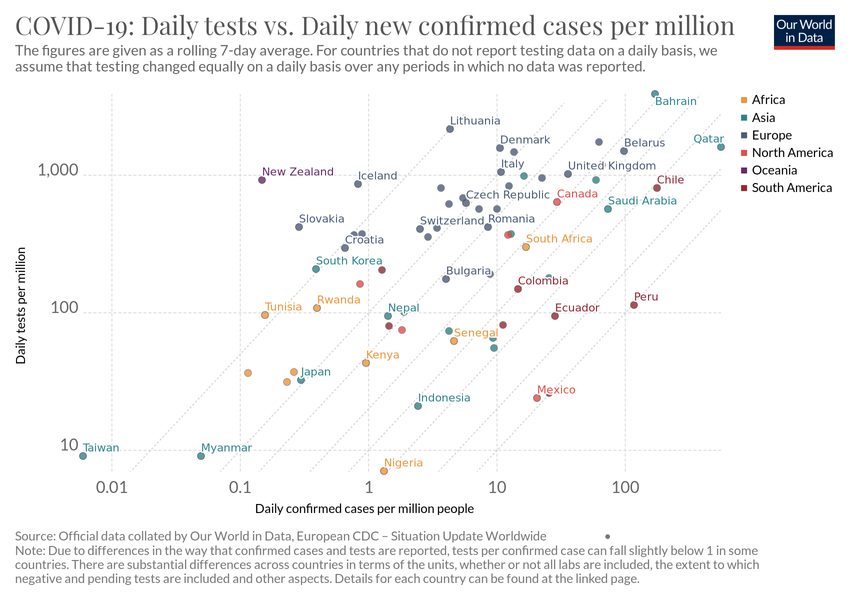 COVID-19: Daily tests vs. Daily new confirmed cases per million
Our World
in Data
The figures are given as a rolling 7-day average. For countries that do not report testing data on a daily basis, we
assume that testing changed equally on a daily basis over any periods in which no data was reported.
Africa
Asia
Europe
North America
Oceania
South America
Bahrain
Lithuania
Denmark
Belarus
Qatar
Italy
United Kingdom
1,000
New Zealand
Iceland
Chile
Czech Republic
Canada
Saudi Arabia
Slovakia
Switzerland
Romania
Croatia
South Africa
South Korea
Bulgaria
Colombia
Tunisia
Rwanda
Nepal
Ecuador
Peru
100
Senegal
Kenya
Japan
Indonesia
Mexico
10
Taiwan
Myanmar
Nigeria
Daily tests per million
0.01
0.1
1
10
100
Daily confirmed cases per million people
Source: Official data collated by Our World in Data, European CDC – Situation Update Worldwide
Note: Due to differences in the way that confirmed cases and tests are reported, tests per confirmed case can fall slightly below 1 in some
countries. There are substantial differences across countries in terms of the units, whether or not all labs are included, the extent to which
negative and pending tests are included and other aspects. Details for each country can be found at the linked page.